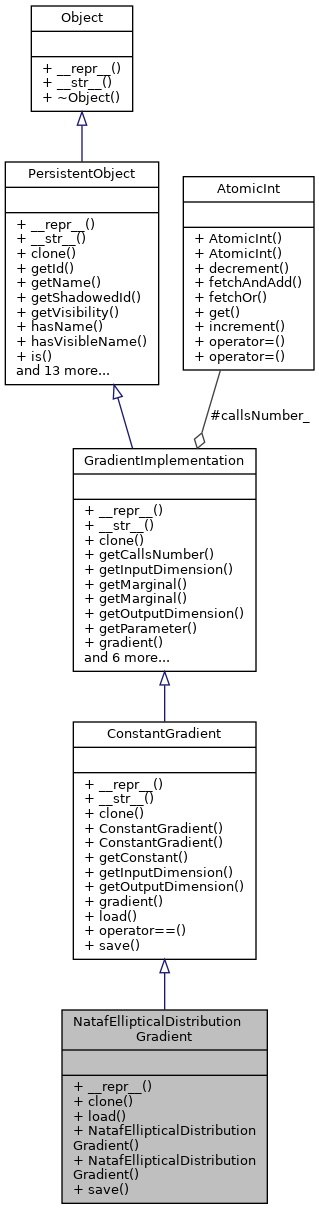 Object
+ __repr__()
+ __str__()
+ ~Object()
PersistentObject
+ __repr__()
+ __str__()
+ clone()
+ getId()
+ getName()
+ getShadowedId()
+ getVisibility()
+ hasName()
+ hasVisibleName()
+ is()
and 13 more...
AtomicInt
+ AtomicInt()
+ AtomicInt()
+ decrement()
+ fetchAndAdd()
+ fetchOr()
+ get()
+ increment()
+ operator=()
+ operator=()
#callsNumber_
GradientImplementation
+ __repr__()
+ __str__()
+ clone()
+ getCallsNumber()
+ getInputDimension()
+ getMarginal()
+ getMarginal()
+ getOutputDimension()
+ getParameter()
+ gradient()
and 6 more...
ConstantGradient
+ __repr__()
+ __str__()
+ clone()
+ ConstantGradient()
+ ConstantGradient()
+ getConstant()
+ getInputDimension()
+ getOutputDimension()
+ gradient()
+ load()
+ operator==()
+ save()
NatafEllipticalDistribution
Gradient
+ __repr__()
+ clone()
+ load()
+ NatafEllipticalDistribution
Gradient()
+ NatafEllipticalDistribution
Gradient()
+ save()